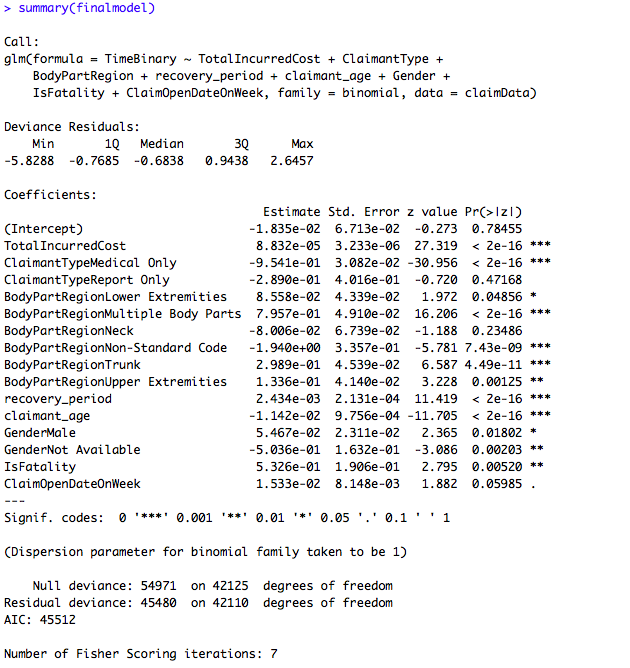 > summary(finalmodel)

Call:
glm(formula = TimeBinary ~ TotalIncurredCost + ClaimantType +
    BodyPartRegion + recovery_period + claimant_age + Gender +
    IsFatality + ClaimOpenDateOnWeek, family = binomial, data = claimData)

Deviance Residuals:
    Min      1Q  Median      3Q     Max
-5.8288 -0.7685 -0.6838  0.9438  2.6457

Coefficients:
                                   Estimate Std. Error z value Pr(>|z|)
(Intercept)                      -1.835e-02  6.713e-02  -0.273  0.78455
TotalIncurredCost                 8.832e-05  3.233e-06  27.319  < 2e-16 ***
ClaimantTypeMedical Only         -9.541e-01  3.082e-02 -30.956  < 2e-16 ***
ClaimantTypeReport Only          -2.890e-01  4.016e-01  -0.720  0.47168
BodyPartRegionLower Extremities   8.558e-02  4.339e-02   1.972  0.04856 *
BodyPartRegionMultiple Body Parts 7.957e-01  4.910e-02  16.206  < 2e-16 ***
BodyPartRegionNeck               -8.006e-02  6.739e-02  -1.188  0.23486
BodyPartRegionNon-Standard Code  -1.940e+00  3.357e-01  -5.781 7.43e-09 ***
BodyPartRegionTrunk               2.989e-01  4.539e-02   6.587 4.49e-11 ***
BodyPartRegionUpper Extremities   1.336e-01  4.140e-02   3.228  0.00125 **
recovery_period                   2.434e-03  2.131e-04  11.419  < 2e-16 ***
claimant_age                     -1.142e-02  9.756e-04 -11.705  < 2e-16 ***
GenderMale                        5.467e-02  2.311e-02   2.365  0.01802 *
GenderNot Available              -5.036e-01  1.632e-01  -3.086  0.00203 **
IsFatality                        5.326e-01  1.906e-01   2.795  0.00520 **
ClaimOpenDateOnWeek               1.533e-02  8.148e-03   1.882  0.05985 .
---
Signif. codes:  0 '***' 0.001 '**' 0.01 '*' 0.05 '.' 0.1 ' ' 1

(Dispersion parameter for binomial family taken to be 1)

    Null deviance: 54971  on 42125  degrees of freedom
Residual deviance: 45480  on 42110  degrees of freedom
AIC: 45512

Number of Fisher Scoring iterations: 7